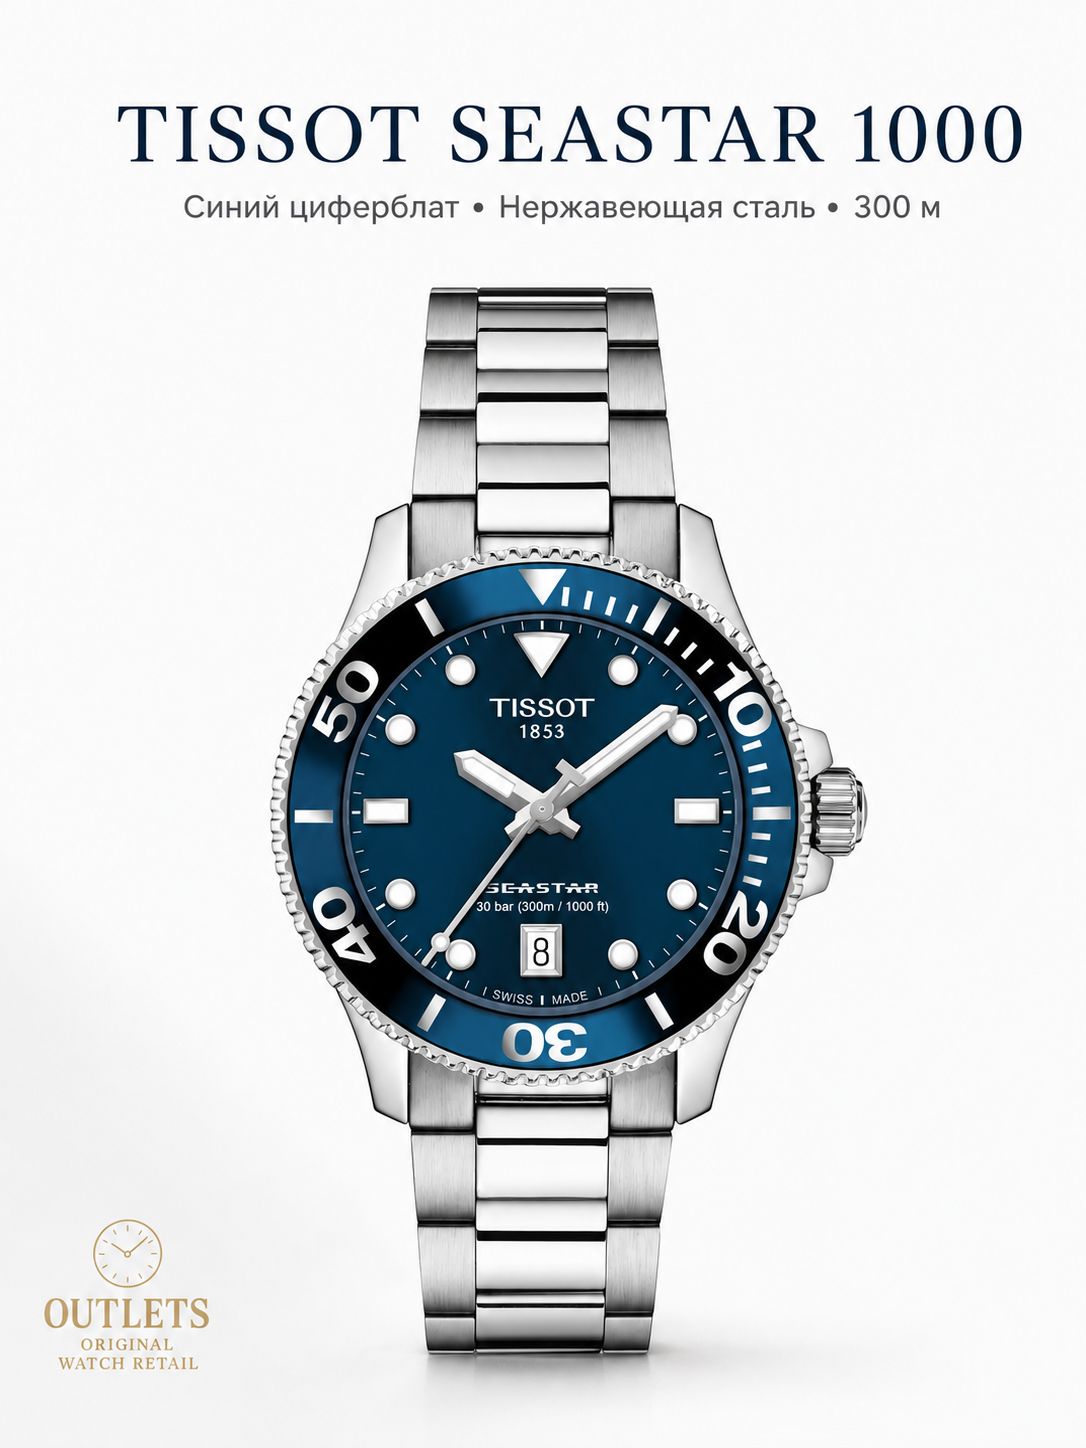 TISSOT SEASTAR 1000
Синий циферблат • Нержавеющая сталь • 300 м
10
50
TISSOT
1853
SEASTAR
30 bar (300m / 1000 ft)
40
20
8
SWISS MADE
30
OUTLETS
ORIGINAL
WATCH RETAIL